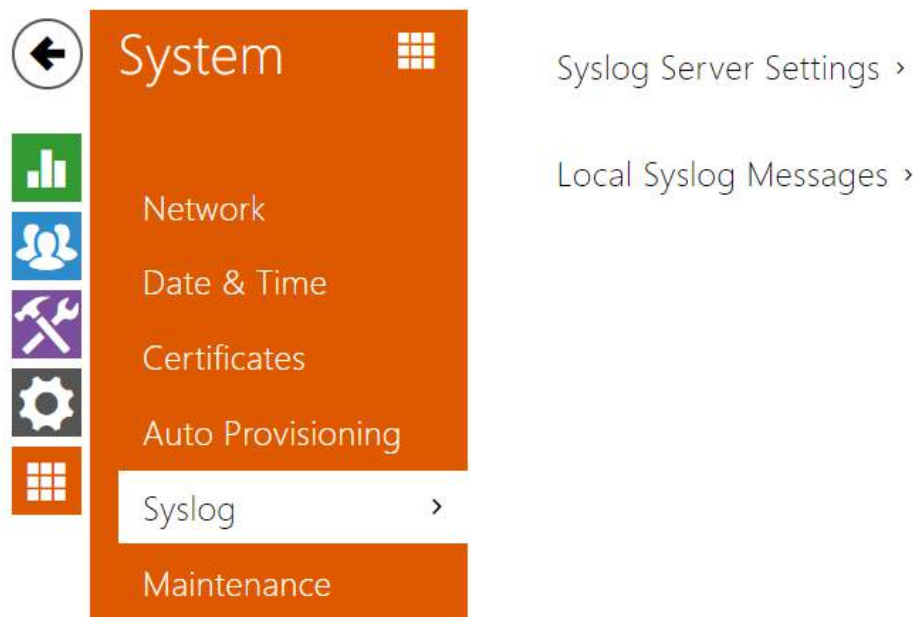 System
Network
Date & Time
Certificates
Auto Provisioning
Syslog
Maintenance
Syslog Server Settings
Local Syslog Messages